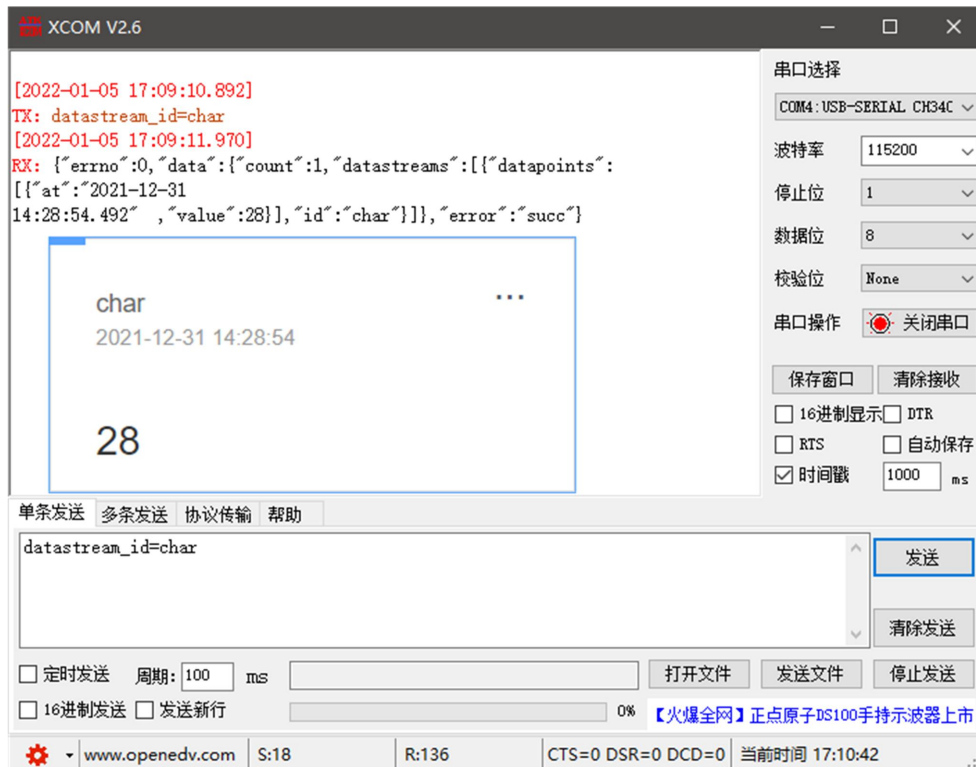 XCOM V2.6
[2022-01-05 17:09:10.892]
TX: datastream_id=char
[2022-01-05 17:09:11.970]
RX: {"errno":0,"data":{"count":1,"datastreams":[{"datapoints":
[{"at":"2021-12-31
14:28:54.492" ,"value":28}],"id":"char"}]},"error":"succ"}
char
...
2021-12-31 14:28:54
28
串口选择
COM4:USB-SERIAL CH340
波特率 115200
停止位 1
数据位 8
校验位 None
串口操作 关闭串口
保存窗口 清除接收
16进制显示 DTR
RTS 自动保存
时间戳 1000 ms
单条发送 多条发送 协议传输 帮助
datastream_id=char
发送
清除发送
定时发送 周期: 100 ms 打开文件 发送文件 停止发送
16进制发送 发送新行 0% 【火爆全网】正点原子DS100手持示波器上市
www.openedv.com S:18 R:136 CTS=0 DSR=0 DCD=0 当前时间 17:10:42